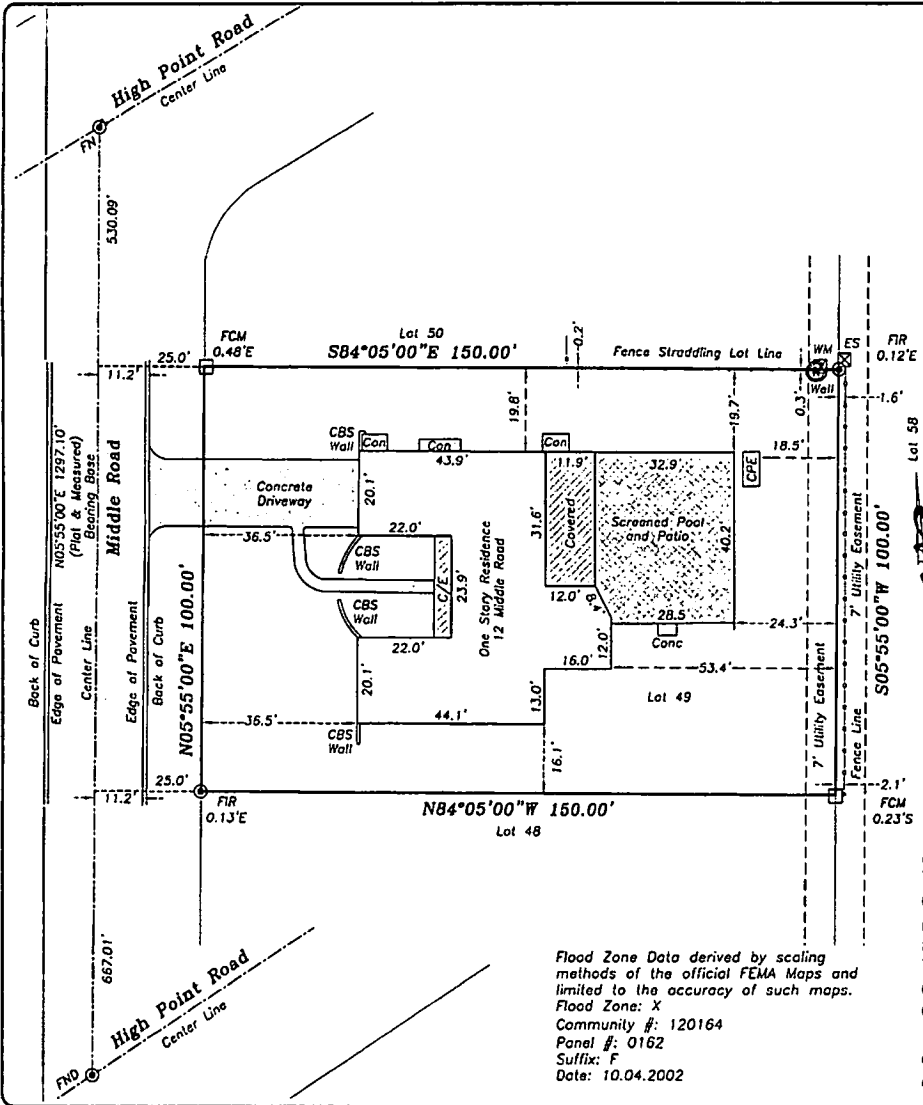 High Point Road
Center Line
FN
530.09'
Lot 50
S84°05'00"E 150.00'
FCM
0.48'E
25.0'
11.2'
0.2'
Fence Straddling Lot Line
WM
ES
FIR
0.12'E
Wall
1.6'
0.3'
19.8'
19.7'
18.5'
CPE
Lot 58
CBS
Wall
Con
Con
Con
43.9'
11.9'
32.9'
Back of Curb
Edge of Pavement
N05°55'00"E 1297.10'
(Plat & Measured)
Bearing Base
Center Line
Middle Road
Edge of Pavement
Back of Curb
N05°55'00"E 100.00'
Concrete
Driveway
20.1'
36.5'
22.0'
CBS
Wall
C/E
23.9'
CBS
Wall
22.0'
20.1'
One Story Residence
12 Middle Road
31.6'
Covered
Screened Pool
and Patio
40.2
12.0'
8.4'
28.5
Conc
24.3'
12.0'
16.0'
53.4'
Lot 49
13.0'
7' Utility Easement
7' Utility Easement
Fence Line
S05°55'00"W 100.00'
36.5'
44.1'
CBS
Wall
16.1'
25.0'
11.2'
FIR
0.13'E
N84°05'00"W 150.00'
Lot 48
2.1'
FCM
0.23'S
667.01'
High Point Road
Center Line
FND
Flood Zone Data derived by scaling
methods of the official FEMA Maps and
limited to the accuracy of such maps.
Flood Zone: X
Community #: 120164
Panel #: 0162
Suffix: F
Date: 10.04.2002